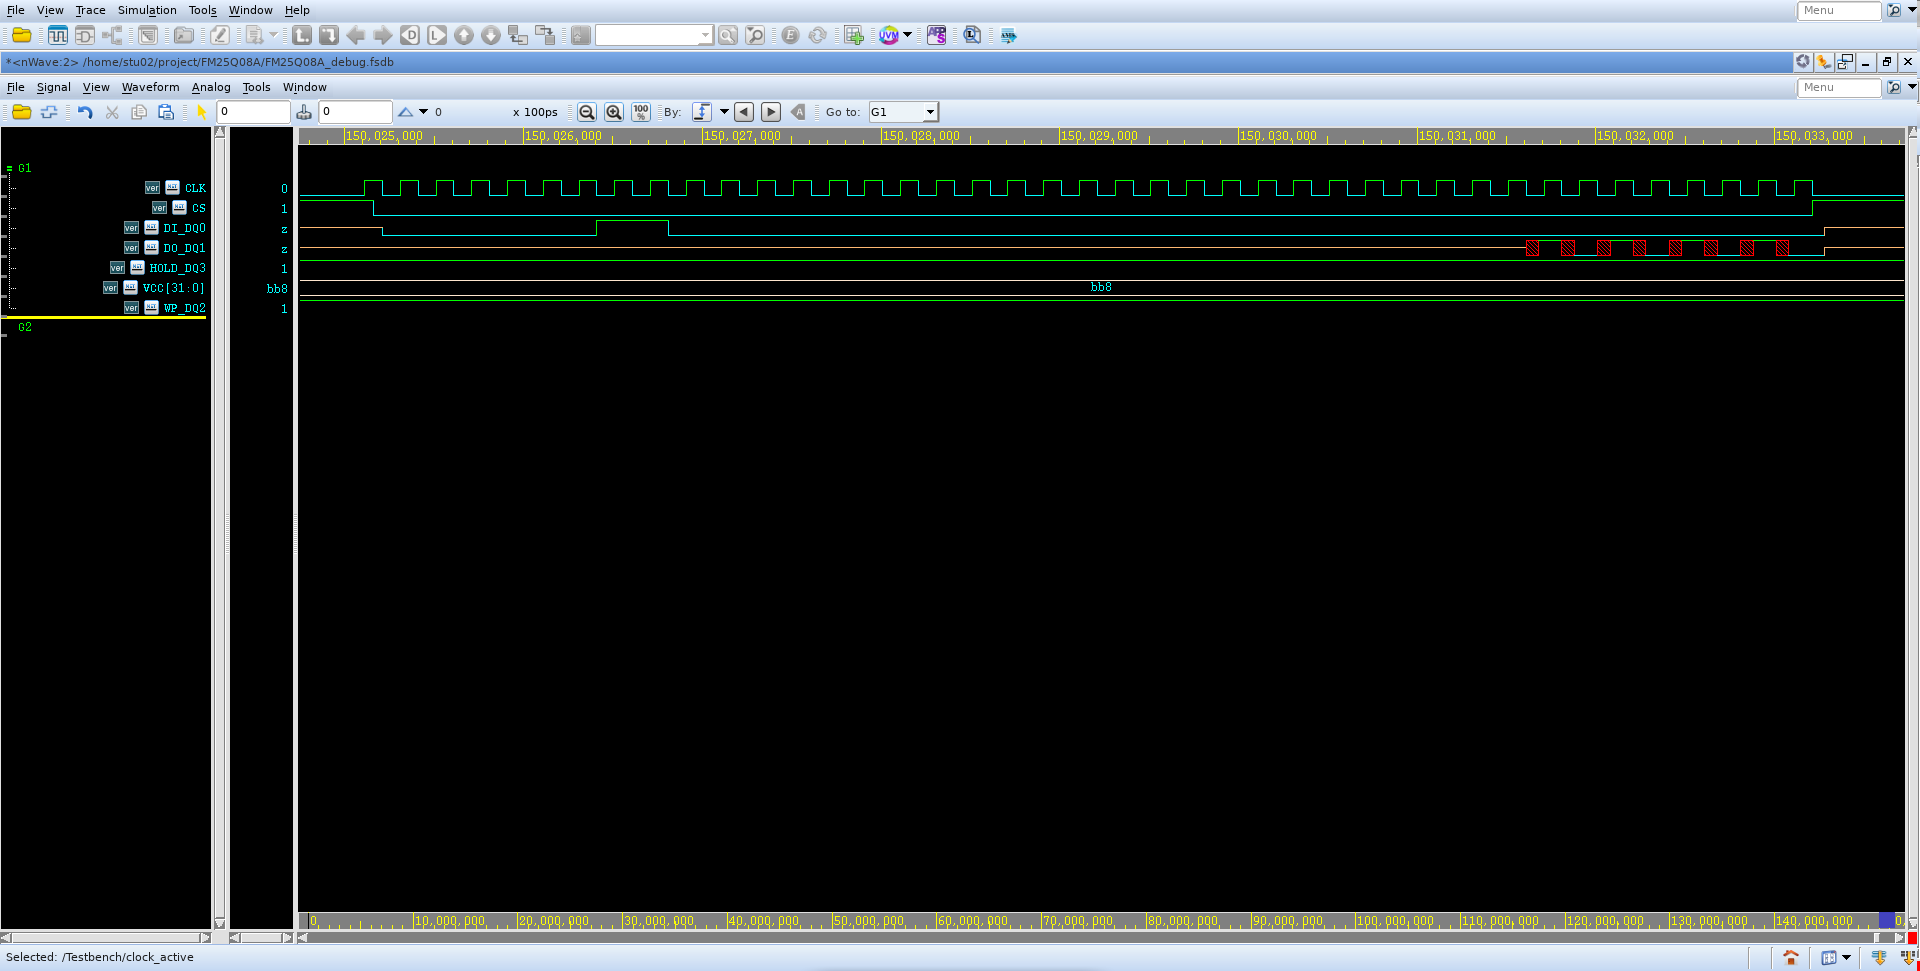 File View Trace Simulation Tools Window Help Menu
*<nWave:2> /home/stu02/project/FM25Q08A/FM25Q08A_debug.fsdb
File Signal View Waveform Analog Tools Window Menu
0 0 0 x 100ps 100% By: Go to: G1
150,025,000 150,026,000 150,027,000 150,028,000 150,029,000 150,030,000 150,031,000 150,032,000 150,033,000
G1
ver CLK 0
ver CS 1
ver DI_DQ0 z
ver DO_DQ1 z
ver HOLD_DQ3 1
ver VCC[31:0] bb8 bb8
ver WP_DQ2 1
G2
0 10,000,000 20,000,000 30,000,000 40,000,000 50,000,000 60,000,000 70,000,000 80,000,000 90,000,000 100,000,000 110,000,000 120,000,000 130,000,000 140,000,000 0
Selected: /Testbench/clock_active